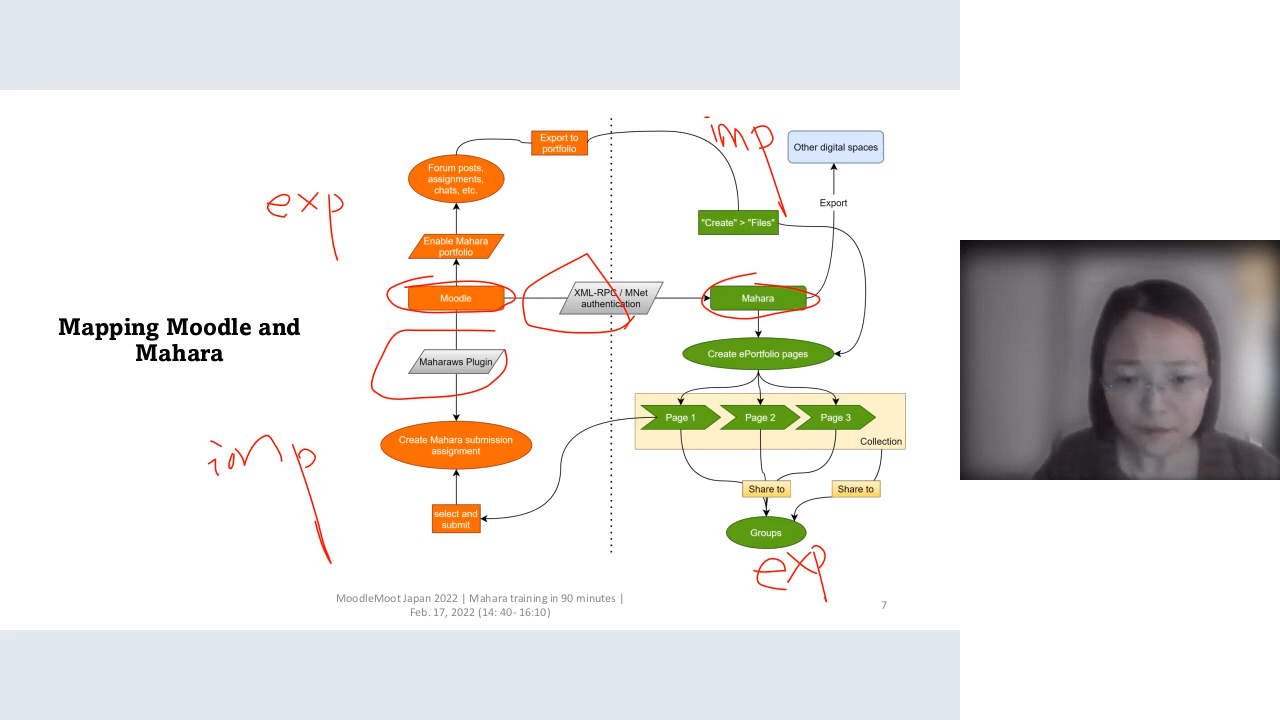 Mapping Moodle and
Mahara
exp
imp
Export to
portfolio
Forum posts,
assignments,
chats, etc.
Enable Mahara
portfolio
Moodle
XML-RPC / MNet
authentication
Maharaws Plugin
Create Mahara submission
assignment
select and
submit
imp
Other digital spaces
Export
"Create" > "Files"
Mahara
Create ePortfolio pages
Page 1
Page 2
Page 3
Collection
Share to
Share to
Groups
exp
MoodleMoot Japan 2022 | Mahara training in 90 minutes |
Feb. 17, 2022 (14: 40- 16:10)
7